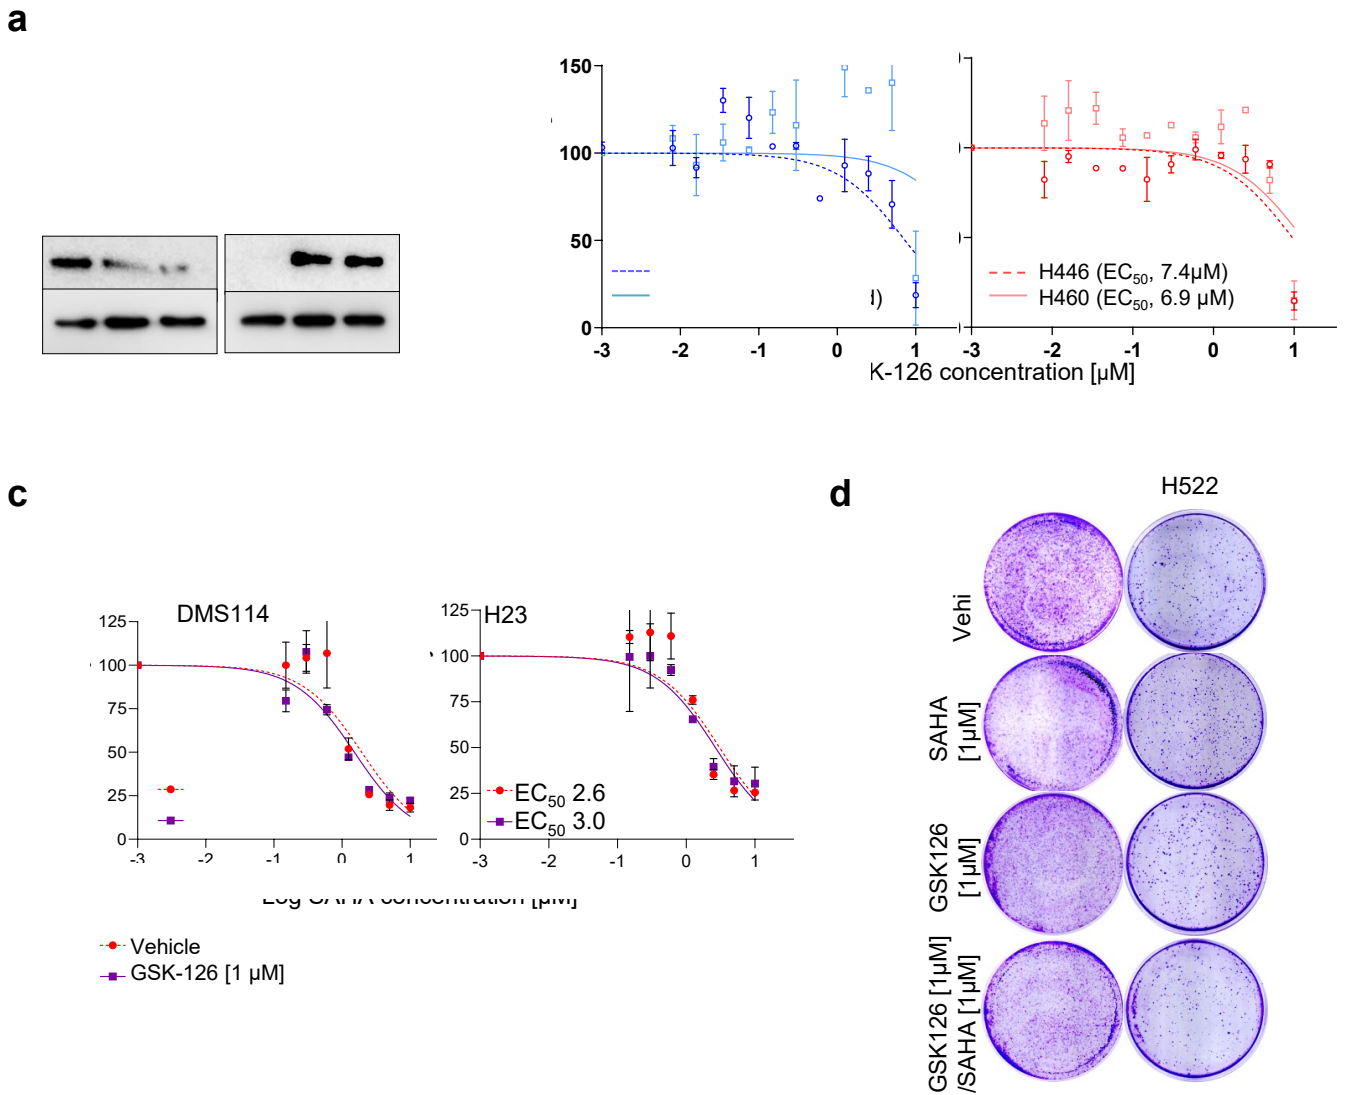 a
150
100
50
0
-3 -2 -1 0 1
-3 -2 -1 0 1
H446 (EC50, 7.4µM)
H460 (EC50, 6.9 µM)
K-126 concentration [µM]
c
DMS114
125
100
75
50
25
0
-3 -2 -1 0 1
H23
125
100
75
50
25
0
EC50 2.6
EC50 3.0
-3 -2 -1 0 1
Vehicle
GSK-126 [1 µM]
d
H522
Vehi
SAHA
[1µM]
GSK126
[1µM]
GSK126 [1µM]
/SAHA [1µM]